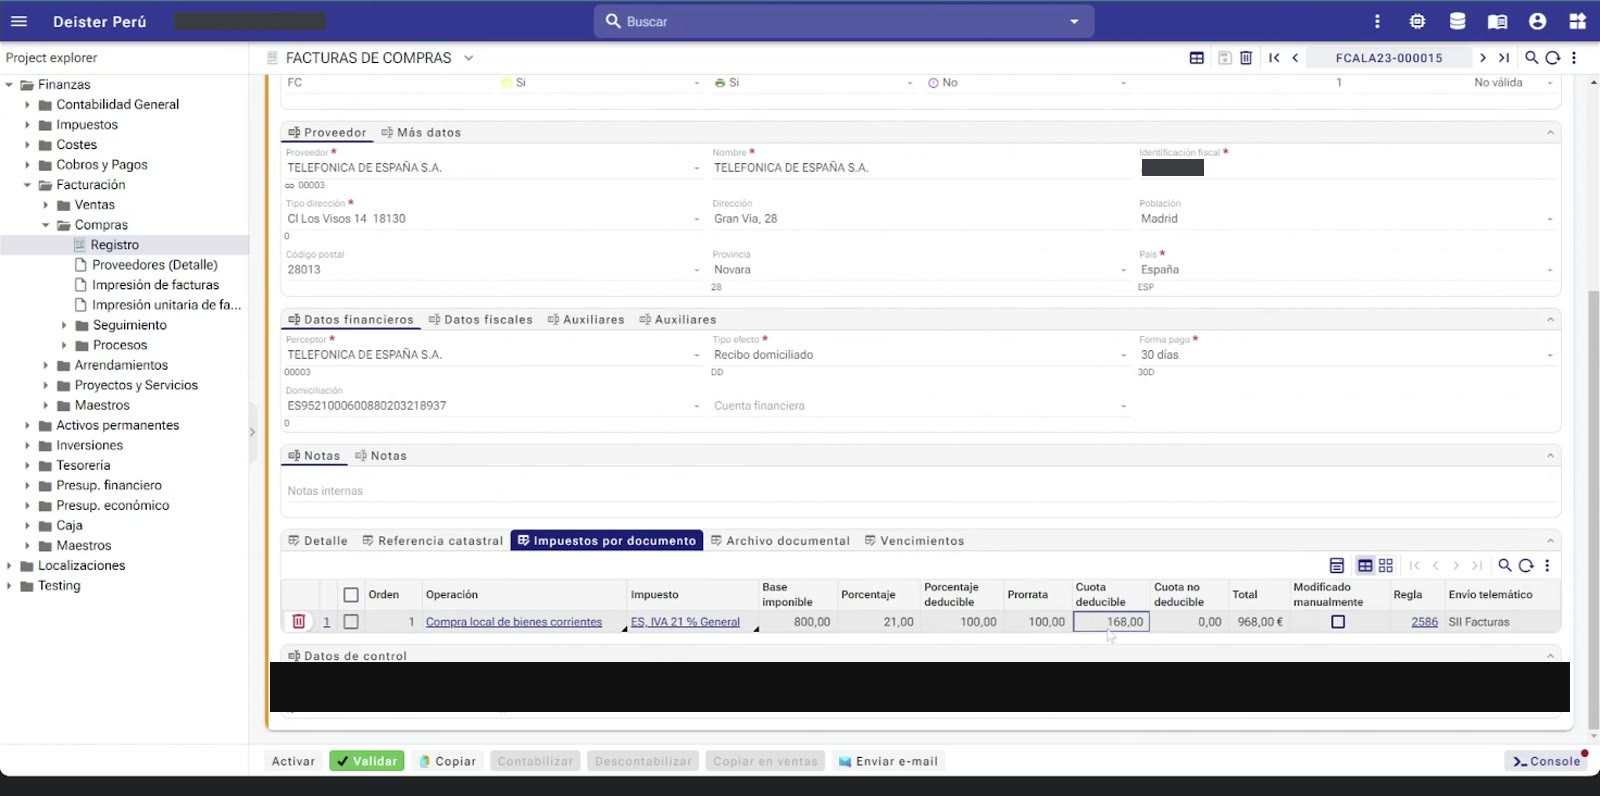 Deister Perú
Buscar
Project explorer
FACTURAS DE COMPRAS
FCALA23-000015
Finanzas
Contabilidad General
Impuestos
Costes
Cobros y Pagos
Facturación
Ventas
Compras
Registro
Proveedores (Detalle)
Impresión de facturas
Impresión unitaria de fa...
Seguimiento
Procesos
Arrendamientos
Proyectos y Servicios
Maestros
Activos permanentes
Inversiones
Tesorería
Presup. financiero
Presup. económico
Caja
Maestros
Localizaciones
Testing
FC Si Si No 1 No válida
Proveedor Más datos
Proveedor * Nombre * Identificación fiscal *
TELEFONICA DE ESPAÑA S.A. TELEFONICA DE ESPAÑA S.A.
00003
Tipo dirección * Dirección Población
Cl Los Visos 14 18130 Gran Via, 28 Madrid
0
Código postal Provincia País *
28013 Novara España
28 ESP
Datos financieros Datos fiscales Auxiliares Auxiliares
Perceptor * Tipo efecto * Forma pago *
TELEFONICA DE ESPAÑA S.A. Recibo domiciliado 30 días
00003 DD 30D
Domiciliación
ES9521000600880203218937 Cuenta financiera
0
Notas Notas
Notas internas
Detalle Referencia catastral Impuestos por documento Archivo documental Vencimientos
Orden Operación Impuesto Base imponible Porcentaje Porcentaje deducible Prorrata Cuota deducible Cuota no deducible Total Modificado manualmente Regla Envío telemático
1 1 Compra local de bienes corrientes ES, IVA 21 % General 800,00 21,00 100,00 100,00 168,00 0,00 968,00 € 2586 SII Facturas
Datos de control
Activar Validar Copiar Contabilizar Descontabilizar Copiar en ventas Enviar e-mail Console